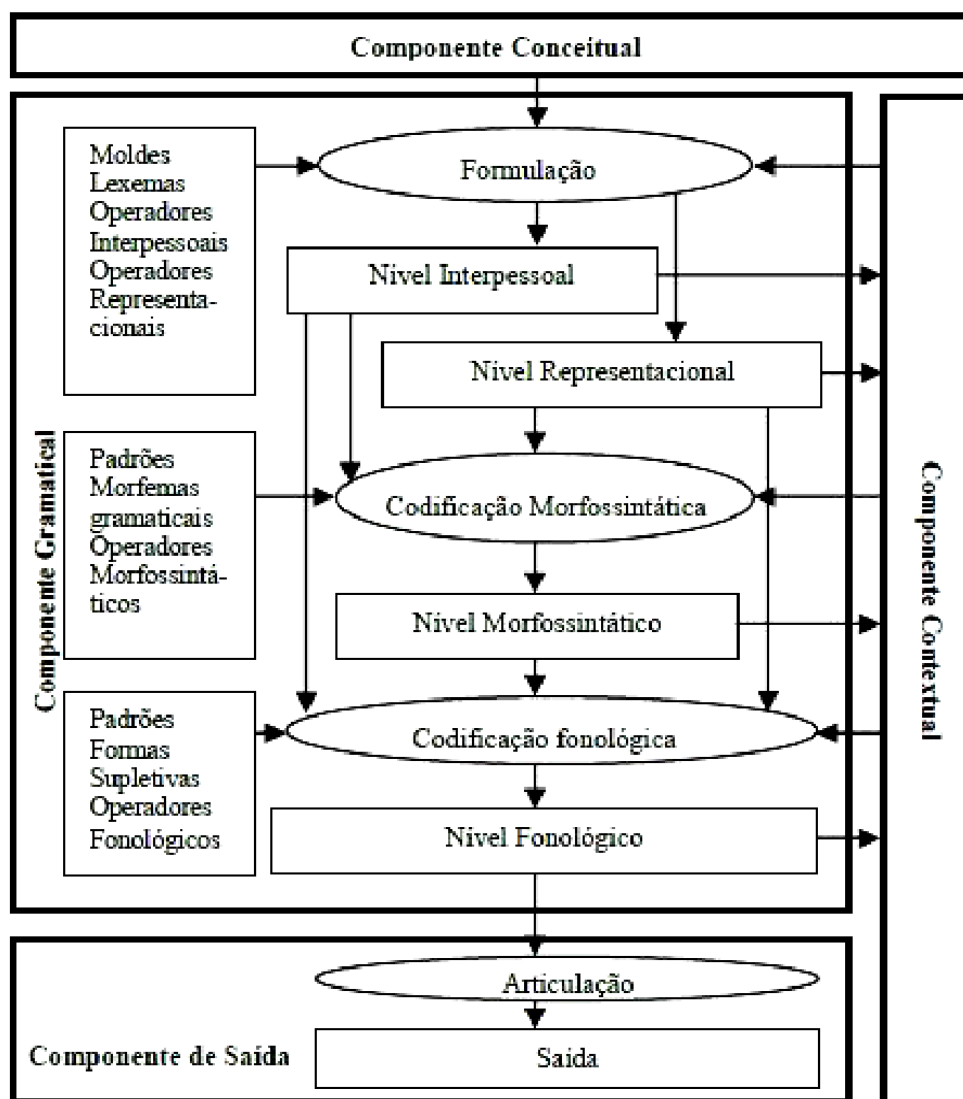 Componente Conceitual
Formulação
Moldes
Lexemas
Operadores
Interpessoais
Operadores
Representa-
cionais
Nível Interpessoal
Nível Representacional
Componente Gramatical
Padrões
Morfemas
gramaticais
Operadores
Morfossintá-
ticos
Codificação Morfossintática
Nível Morfossintático
Padrões
Formas
Supletivas
Operadores
Fonológicos
Codificação fonológica
Nível Fonológico
Componente Contextual
Articulação
Componente de Saída
Saída